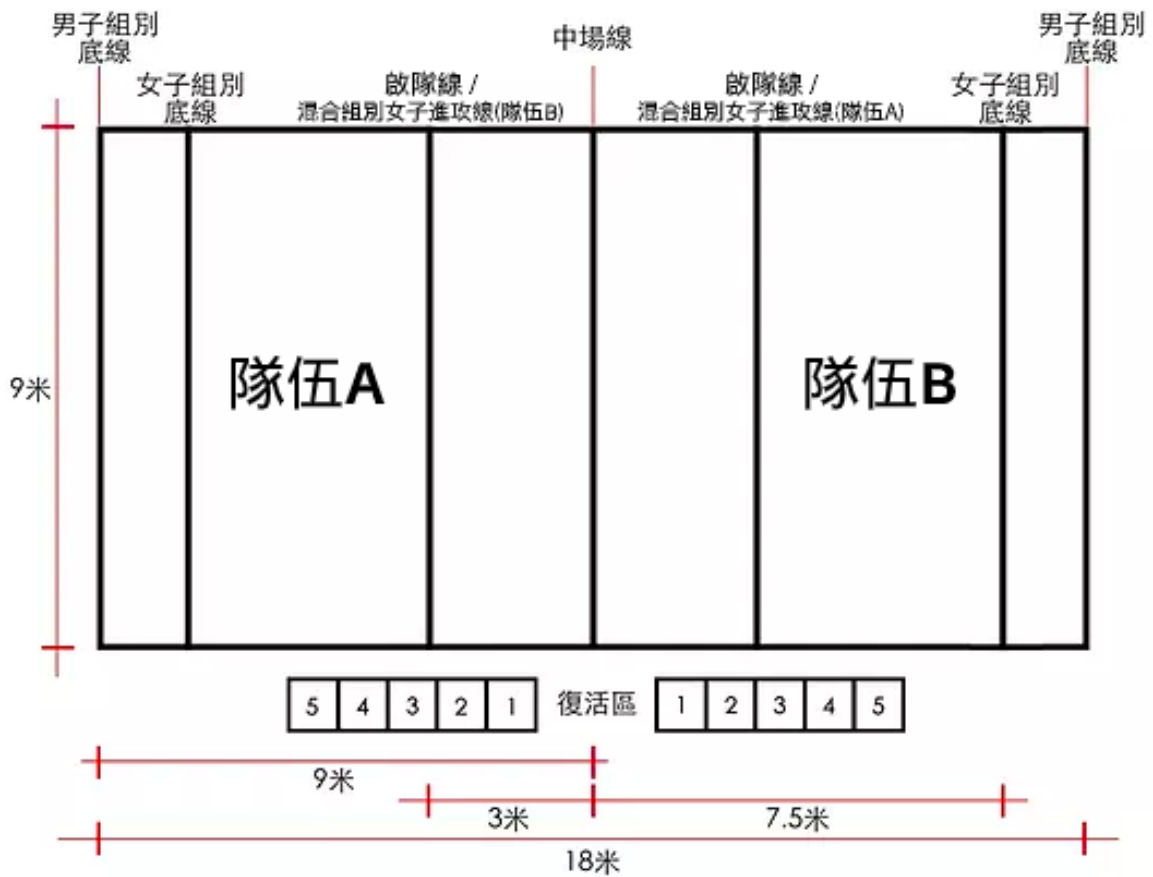 男子組別
底線
中場線
男子組別
底線
女子組別
底線
啟隊線 /
混合組別女子進攻線(隊伍B)
啟隊線 /
混合組別女子進攻線(隊伍A)
女子組別
底線
9米
隊伍A
隊伍B
5 4 3 2 1
復活區
1 2 3 4 5
9米
3米
7.5米
18米